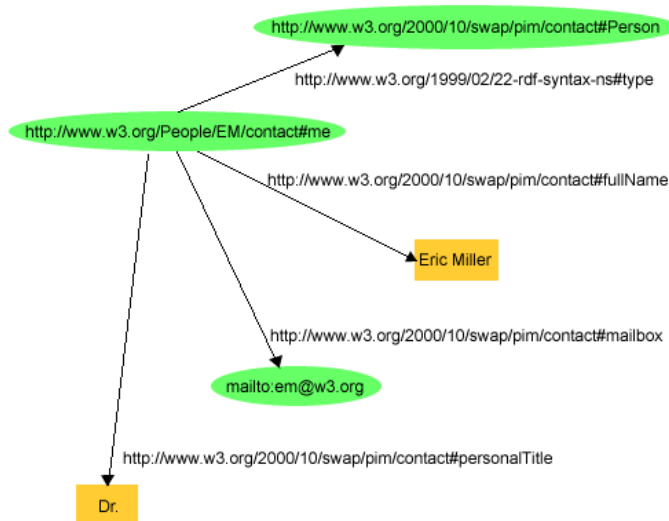 http://www.w3.org/2000/10/swap/pim/contact#Person
http://www.w3.org/1999/02/22-rdf-syntax-ns#type
http://www.w3.org/People/EM/contact#me
http://www.w3.org/2000/10/swap/pim/contact#fullName
Eric Miller
http://www.w3.org/2000/10/swap/pim/contact#mailbox
mailto:em@w3.org
http://www.w3.org/2000/10/swap/pim/contact#personalTitle
Dr.